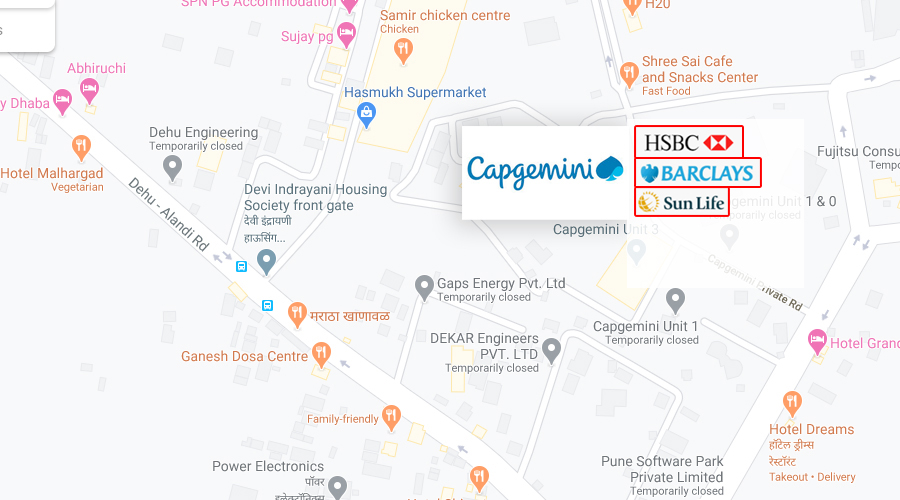 SPN PG Accommodation
H20
Samir chicken centre
Chicken
Sujay pg
Shree Sai Cafe
and Snacks Center
Fast Food
Abhiruchi
y Dhaba
Hasmukh Supermarket
Dehu Engineering
Temporarily closed
HSBC
Capgemini
BARCLAYS
Sun Life
Fujitsu Consu
(Tempo
Hotel Malhargad
Vegetarian
Dehu - Alandi Rd
Devi Indrayani Housing
Society front gate
देवी इंद्रायणी
हाऊसिंग...
Capgemini Unit 1 & 0
Temporarily closed
Capgemini Unit 3
Capgemini Private Rd
Gaps Energy Pvt. Ltd
Temporarily closed
मराठा खाणावळ
Capgemini Unit 1
Temporarily closed
DEKAR Engineers
PVT. LTD
Temporarily closed
Hotel Grand
Ganesh Dosa Centre
Family-friendly
Hotel Dreams
हॉटेल ड्रीम्स
रेस्टॉरंट
Takeout • Delivery
Power Electronics
पॉवर
इलेक्ट्रॉनिक्स
Pune Software Park
Private Limited
Temporarily closed